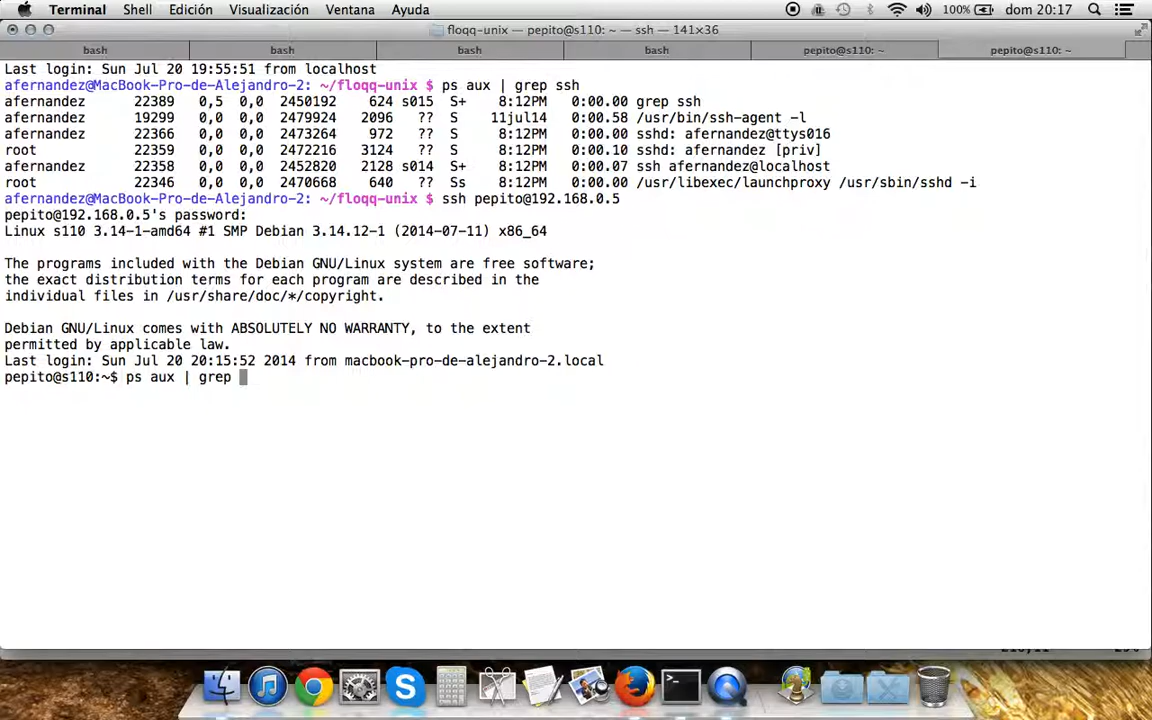 Terminal Shell Edición Visualización Ventana Ayuda 100% dom 20:17
floqq-unix — pepito@s110: ~ — ssh — 141×36
bash bash bash bash pepito@s110: ~ pepito@s110: ~
Last login: Sun Jul 20 19:55:51 from localhost
afernandez@MacBook-Pro-de-Alejandro-2: ~/floqq-unix $ ps aux | grep ssh
afernandez 22389 0,5 0,0 2450192 624 s015 S+ 8:12PM 0:00.00 grep ssh
afernandez 19299 0,0 0,0 2479924 2096 ?? S 11jul14 0:00.58 /usr/bin/ssh-agent -l
afernandez 22366 0,0 0,0 2473264 972 ?? S 8:12PM 0:00.00 sshd: afernandez@ttys016
root 22359 0,0 0,0 2472216 3124 ?? S 8:12PM 0:00.10 sshd: afernandez [priv]
afernandez 22358 0,0 0,0 2452820 2128 s014 S+ 8:12PM 0:00.07 ssh afernandez@localhost
root 22346 0,0 0,0 2470668 640 ?? Ss 8:12PM 0:00.00 /usr/libexec/launchproxy /usr/sbin/sshd -i
afernandez@MacBook-Pro-de-Alejandro-2: ~/floqq-unix $ ssh pepito@192.168.0.5
pepito@192.168.0.5's password:
Linux s110 3.14-1-amd64 #1 SMP Debian 3.14.12-1 (2014-07-11) x86_64
The programs included with the Debian GNU/Linux system are free software;
the exact distribution terms for each program are described in the
individual files in /usr/share/doc/*/copyright.
Debian GNU/Linux comes with ABSOLUTELY NO WARRANTY, to the extent
permitted by applicable law.
Last login: Sun Jul 20 20:15:52 2014 from macbook-pro-de-alejandro-2.local
pepito@s110:~$ ps aux | grep